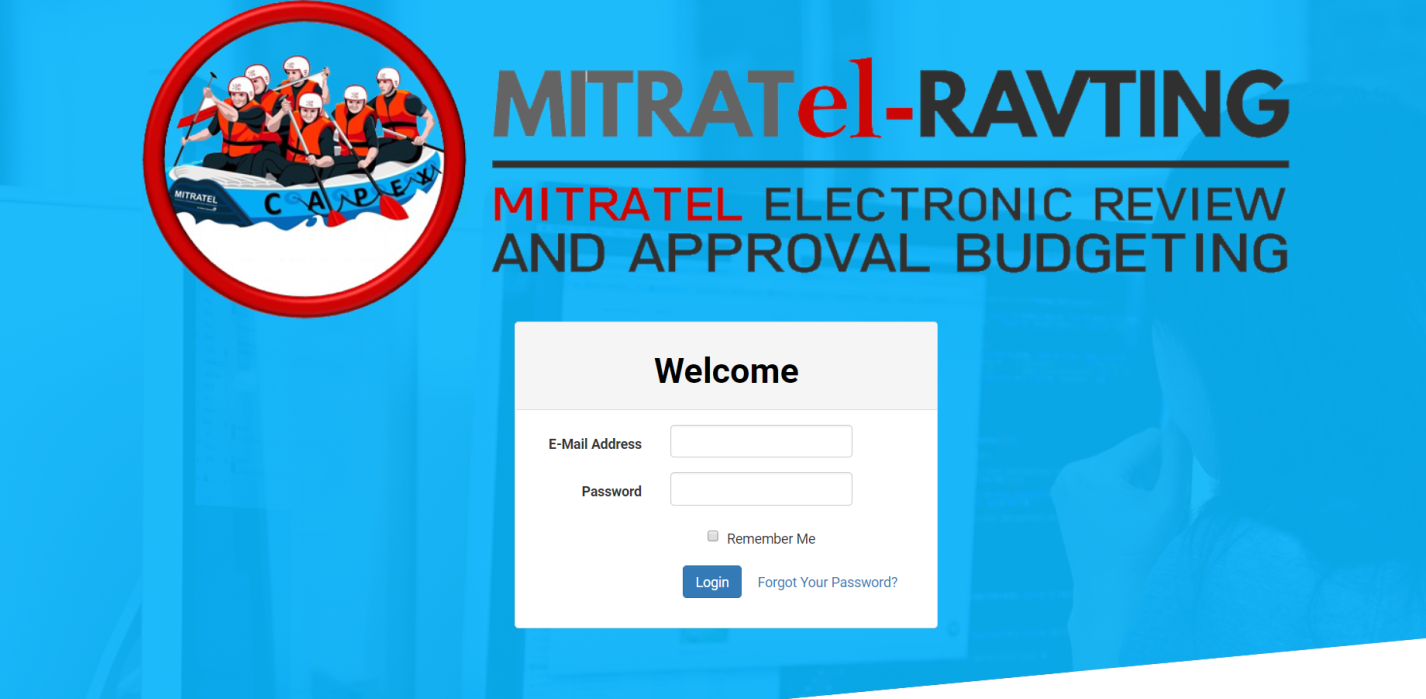 MITRATel-RAVTING
MITRATEL ELECTRONIC REVIEW
AND APPROVAL BUDGETING
MITRATEL
CAPEX
Welcome
E-Mail Address
Password
Remember Me
Login Forgot Your Password?